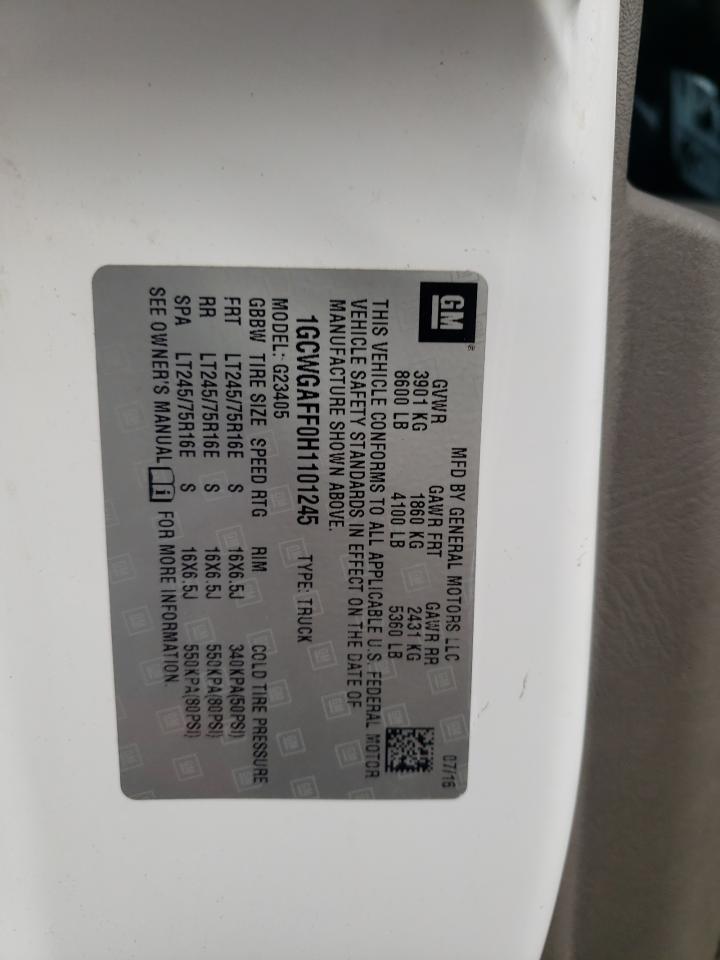 GM
MFD BY GENERAL MOTORS LLC 07/16
GVWR GAWR FRT GAWR RR
3901 KG 1860 KG 2431 KG
8600 LB 4100 LB 5360 LB
THIS VEHICLE CONFORMS TO ALL APPLICABLE U.S. FEDERAL MOTOR
VEHICLE SAFETY STANDARDS IN EFFECT ON THE DATE OF
MANUFACTURE SHOWN ABOVE.
1GCWGAFF0H1101245 TYPE: TRUCK
MODEL: G23405
GBBW TIRE SIZE SPEED RTG RIM COLD TIRE PRESSURE
FRT LT245/75R16E S 16X6.5J 340KPA(50PSI)
RR LT245/75R16E S 16X6.5J 550KPA(80PSI)
SPA LT245/75R16E S 16X6.5J 550KPA(80PSI)
SEE OWNER'S MANUAL i FOR MORE INFORMATION.